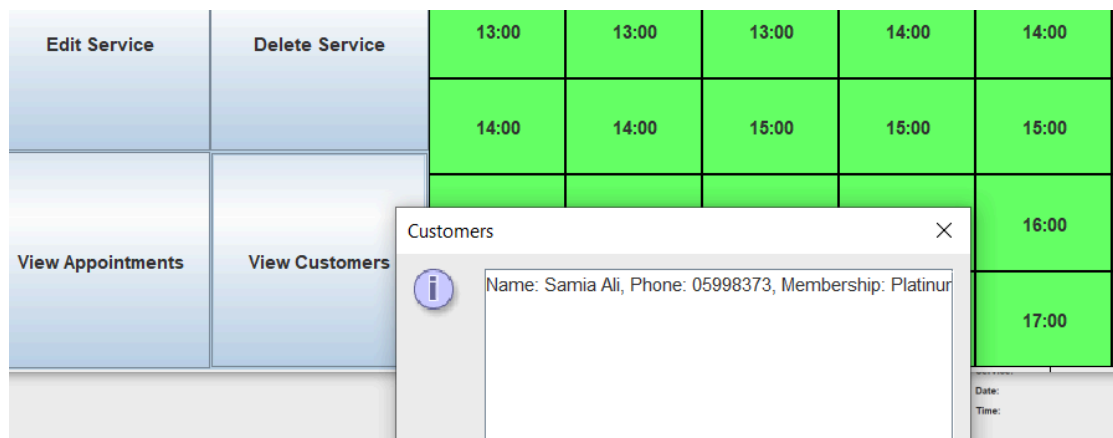 Edit Service
Delete Service
13:00 13:00 13:00 14:00 14:00
14:00 14:00 15:00 15:00 15:00
View Appointments
View Customers
16:00
17:00
Customers
Name: Samia Ali, Phone: 05998373, Membership: Platinur
Date:
Time: